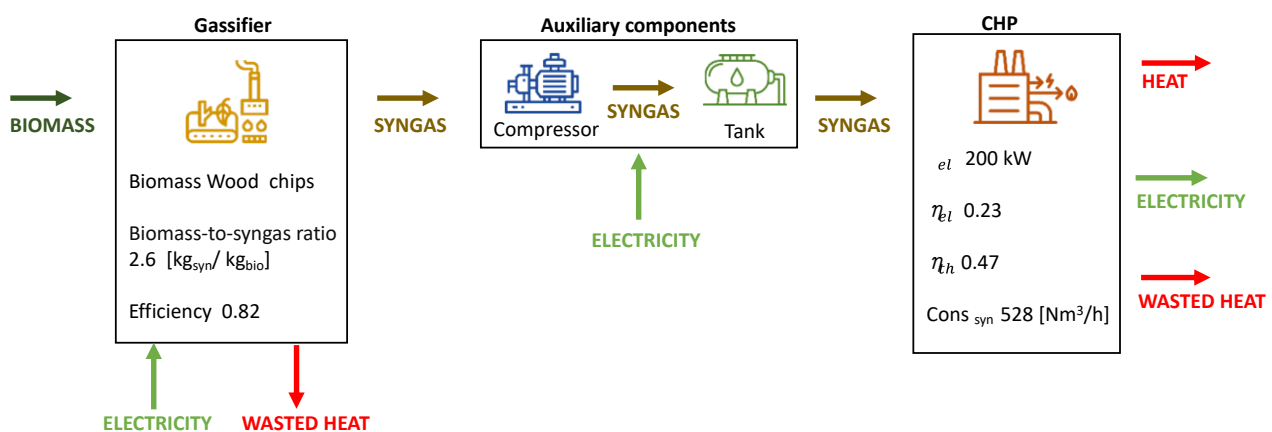 Gassifier
Auxiliary components
CHP
BIOMASS
Biomass Wood chips
Biomass-to-syngas ratio
2.6 [kgsyn/ kgbio]
Efficiency 0.82
ELECTRICITY
WASTED HEAT
SYNGAS
Compressor
SYNGAS
Tank
ELECTRICITY
SYNGAS
el 200 kW
ηel 0.23
ηth 0.47
Cons syn 528 [Nm³/h]
HEAT
ELECTRICITY
WASTED HEAT